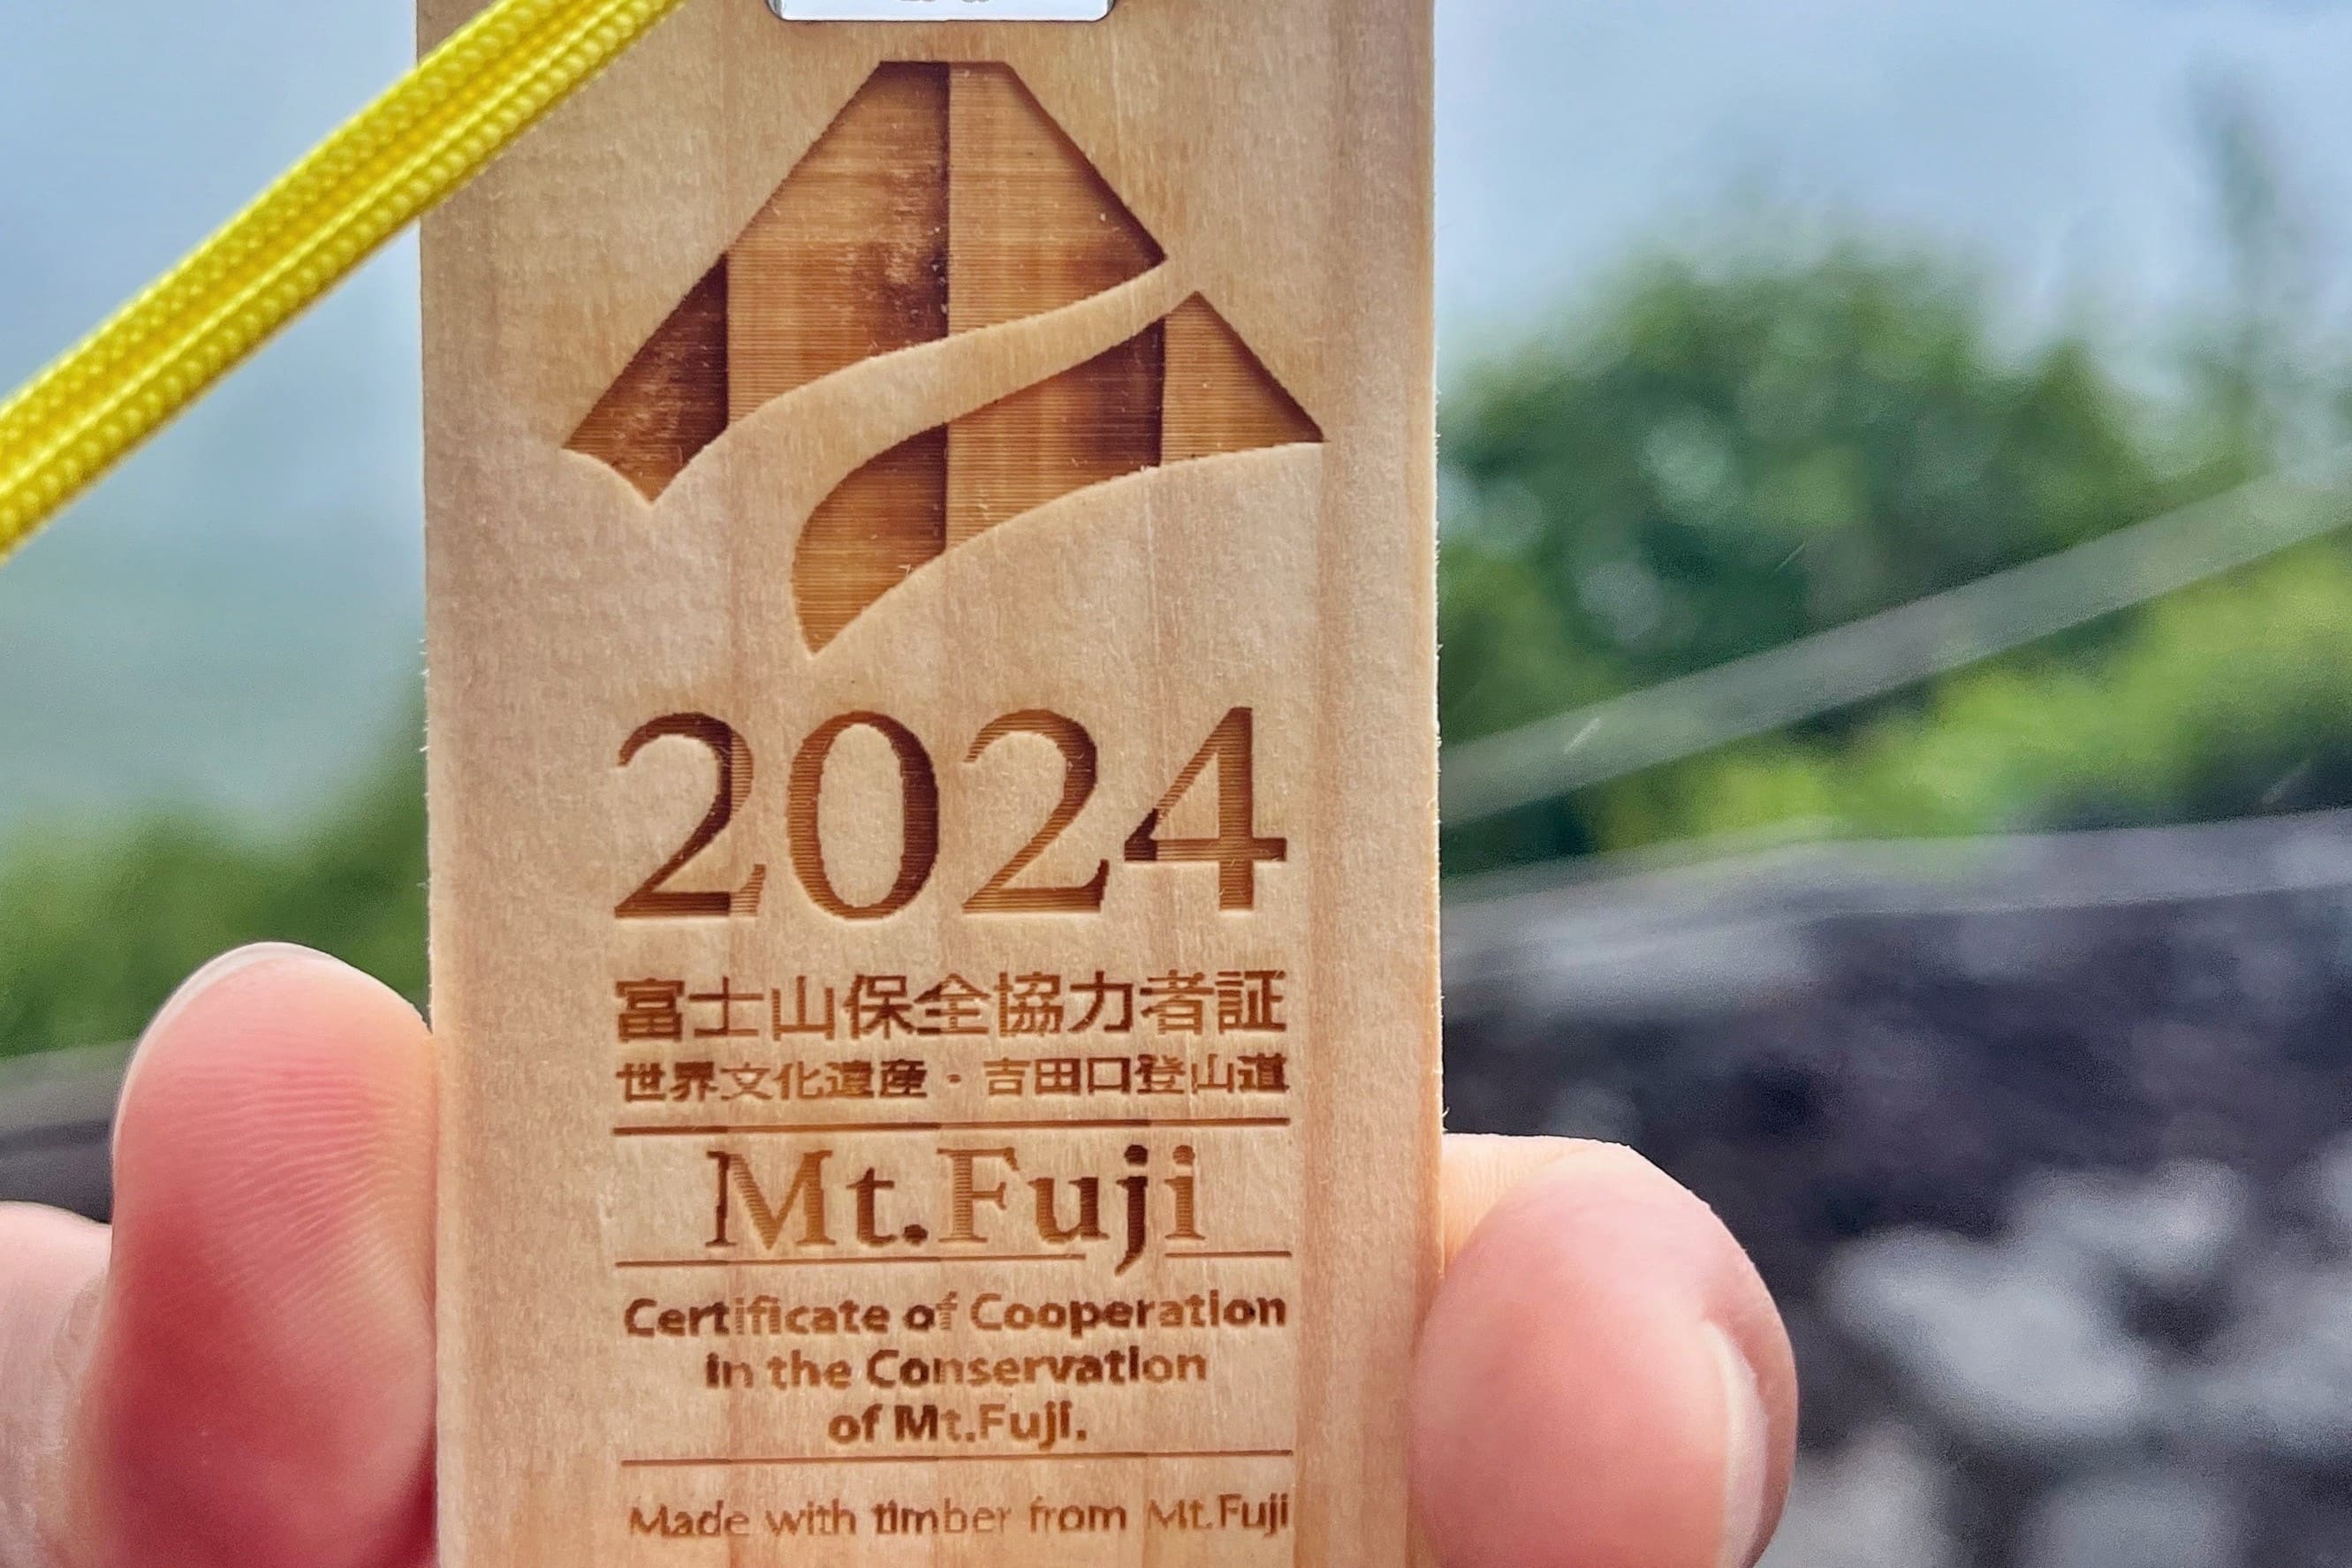 2024
富士山保全協力者証
世界文化遺産・吉田口登山道
Mt.Fuji
Certificate of Cooperation
in the Conservation
of Mt.Fuji.
Made with timber from Mt.Fuji